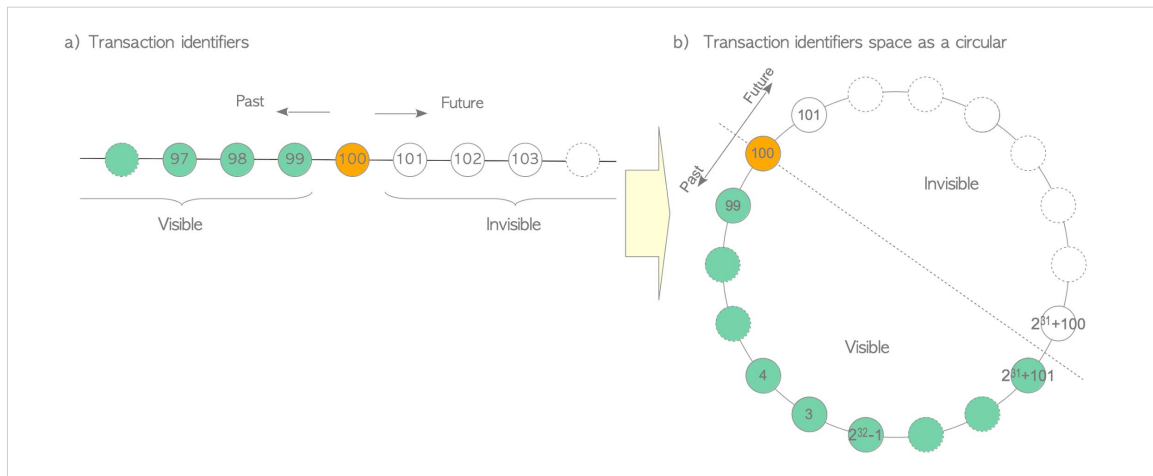 a) Transaction identifiers
Past
Future
97 98 99 100 101 102 103
Visible
Invisible
b) Transaction identifiers space as a circular
Future
Past
101
100
99
Invisible
Visible
2³¹+100
2³¹+101
4
3
2³²-1